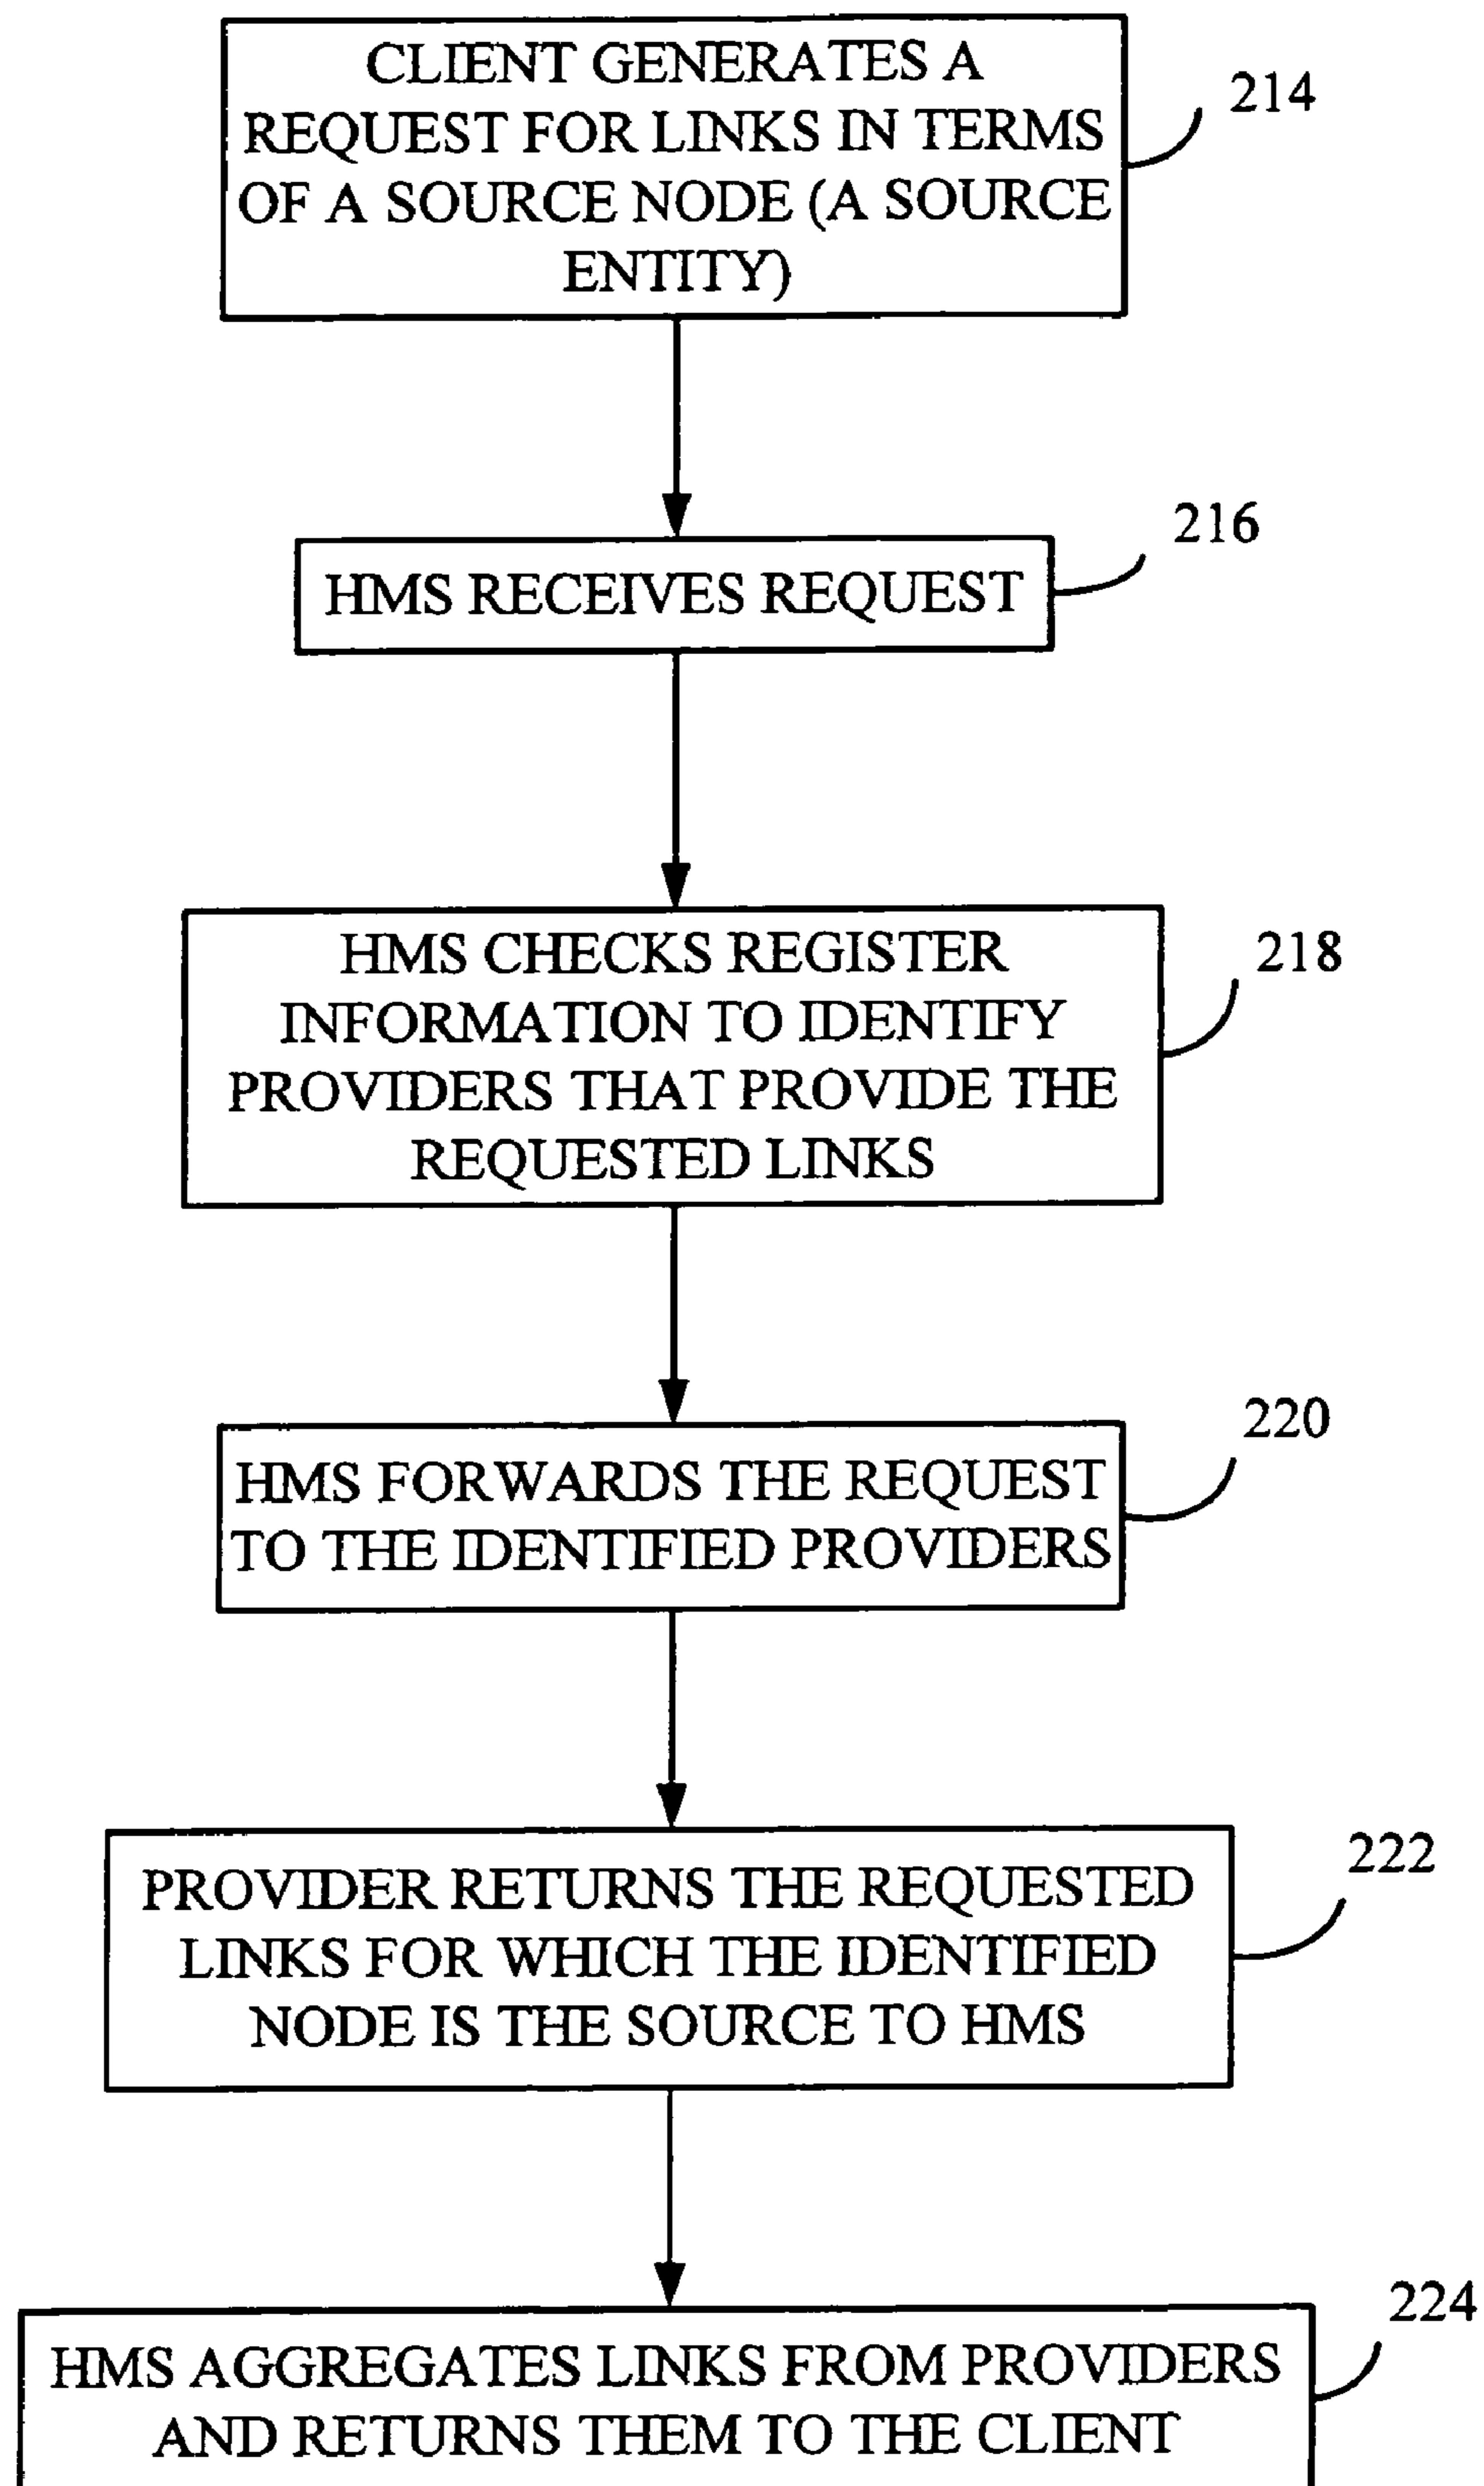 CLIENT GENERATES A
REQUEST FOR LINKS IN TERMS
OF A SOURCE NODE (A SOURCE
ENTITY)
214
HMS RECEIVES REQUEST
216
HMS CHECKS REGISTER
INFORMATION TO IDENTIFY
PROVIDERS THAT PROVIDE THE
REQUESTED LINKS
218
HMS FORWARDS THE REQUEST
TO THE IDENTIFIED PROVIDERS
220
PROVIDER RETURNS THE REQUESTED
LINKS FOR WHICH THE IDENTIFIED
NODE IS THE SOURCE TO HMS
222
HMS AGGREGATES LINKS FROM PROVIDERS
AND RETURNS THEM TO THE CLIENT
224